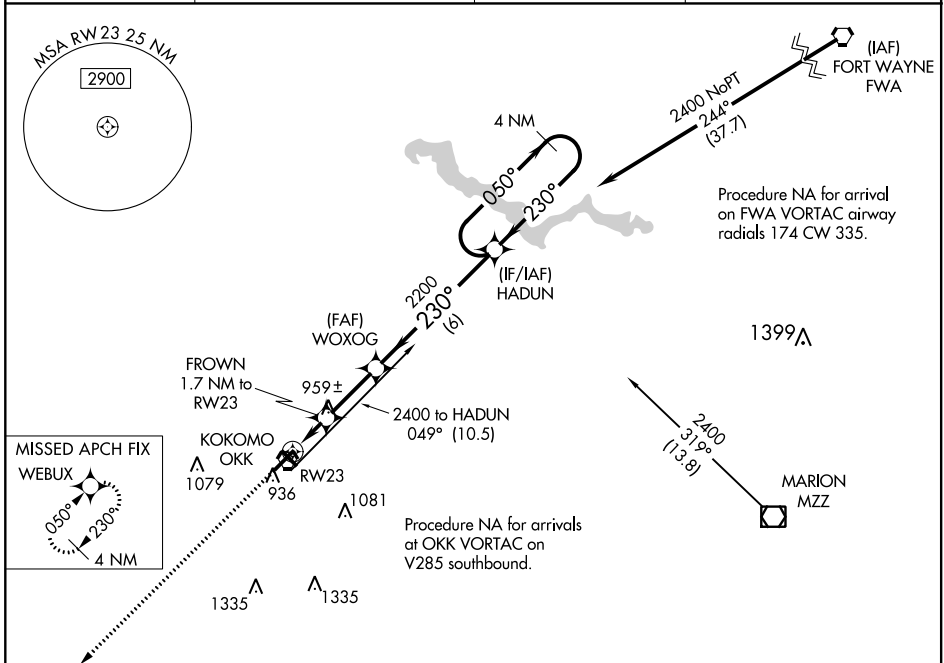 MSA RW 23 25 NM
2900
(IAF)
FORT WAYNE
FWA
2400 NoPT
244°
(37.7)
4 NM
050°
230°
Procedure NA for arrival
on FWA VORTAC airway
radials 174 CW 335.
(IF/IAF)
HADUN
2200
230°
(6)
(FAF)
WOXOG
1399
FROWN
1.7 NM to
RW23
959±
2400 to HADUN
049° (10.5)
2400
319°
(13.8)
MISSED APCH FIX
WEBUX
050°
230°
4 NM
KOKOMO
OKK
RW23
1079
936
1081
MARION
MZZ
Procedure NA for arrivals
at OKK VORTAC on
V285 southbound.
1335
1335